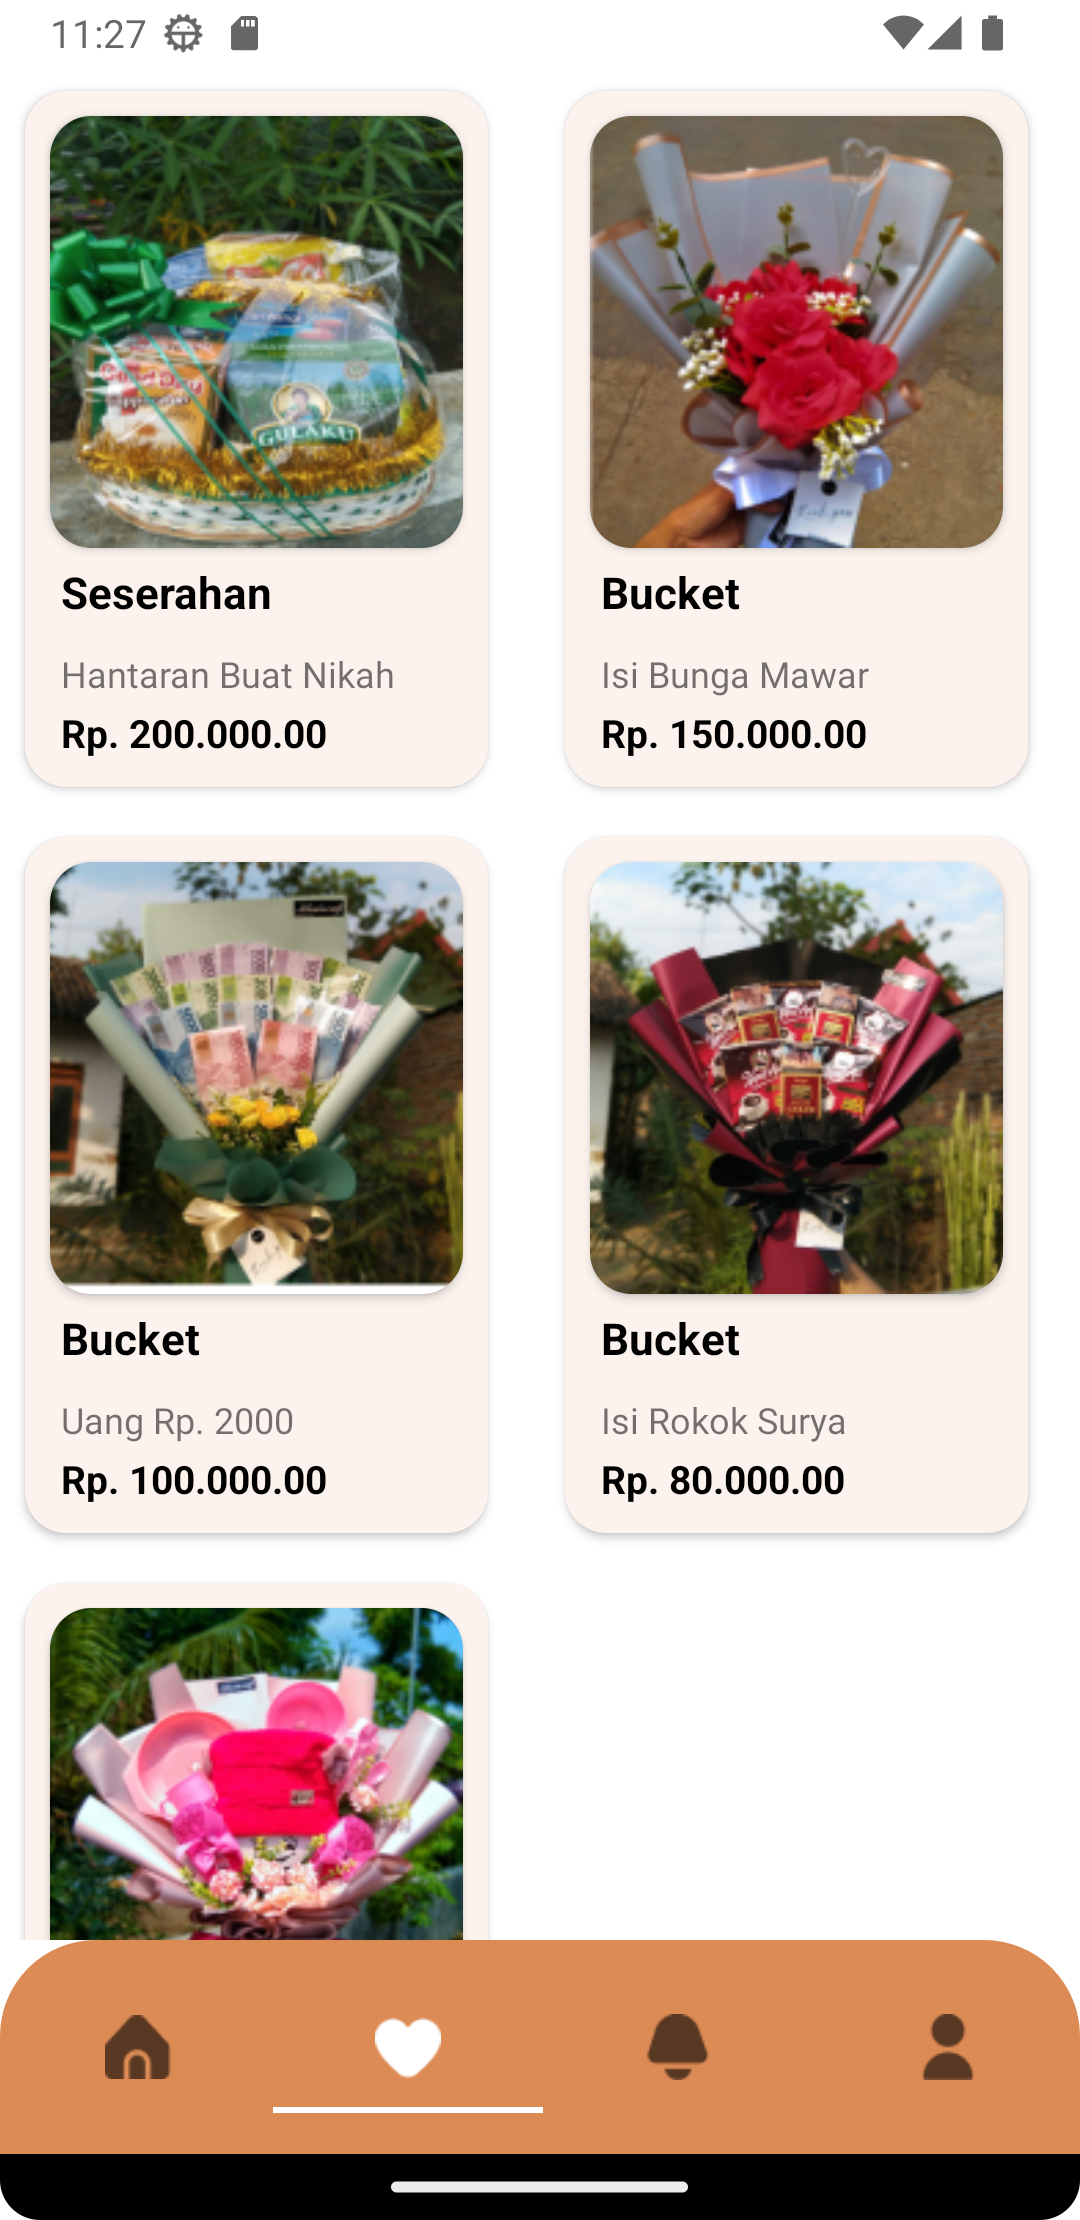 11:27
GULAKU
Seserahan
Hantaran Buat Nikah
Rp. 200.000.00
Bucket
Isi Bunga Mawar
Rp. 150.000.00
Bucket
Uang Rp. 2000
Rp. 100.000.00
Bucket
Isi Rokok Surya
Rp. 80.000.00